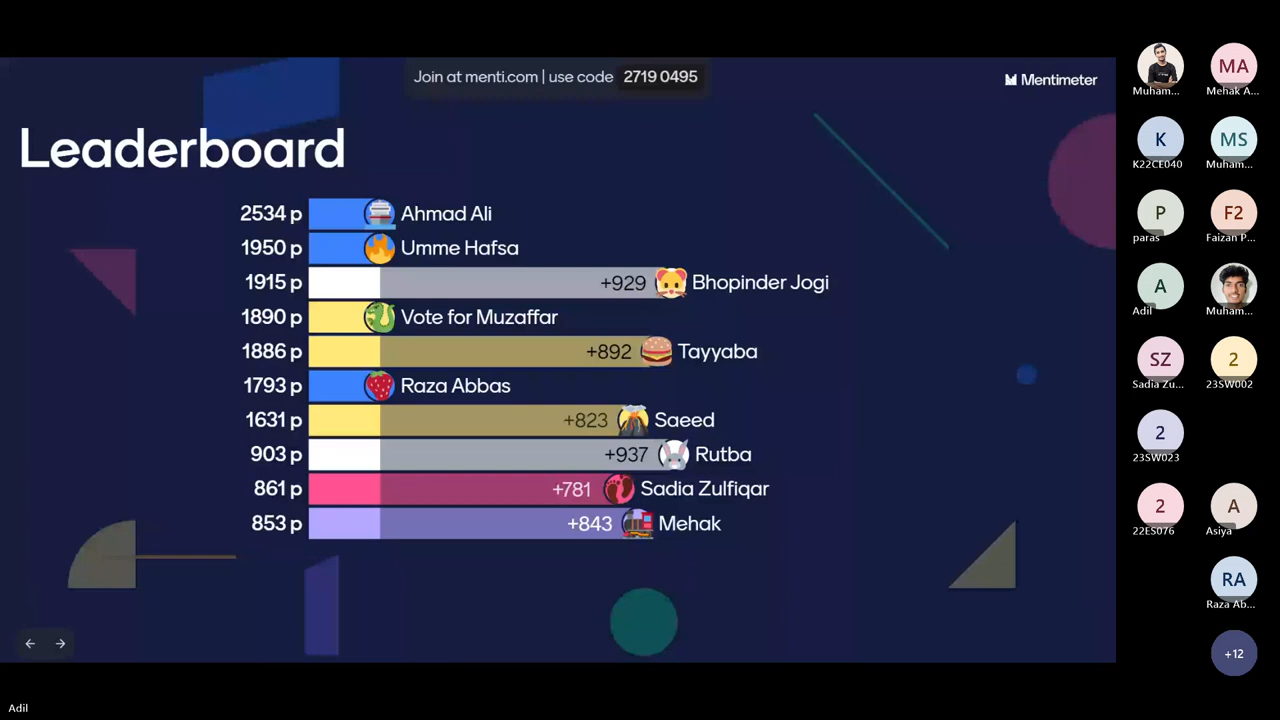 Join at menti.com | use code 2719 0495
Mentimeter
Leaderboard
2534 p Ahmad Ali
1950 p Umme Hafsa
1915 p +929 Bhopinder Jogi
1890 p Vote for Muzaffar
1886 p +892 Tayyaba
1793 p Raza Abbas
1631 p +823 Saeed
903 p +937 Rutba
861 p +781 Sadia Zulfiqar
853 p +843 Mehak
Muham...
MA
Mehak A...
K
K22CE040
MS
Muham...
P
paras
F2
Faizan P...
A
Adil
Muham...
SZ
Sadia Zu...
2
23SW002
2
23SW023
2
22ES076
A
Asiya
RA
Raza Ab...
+12
Adil